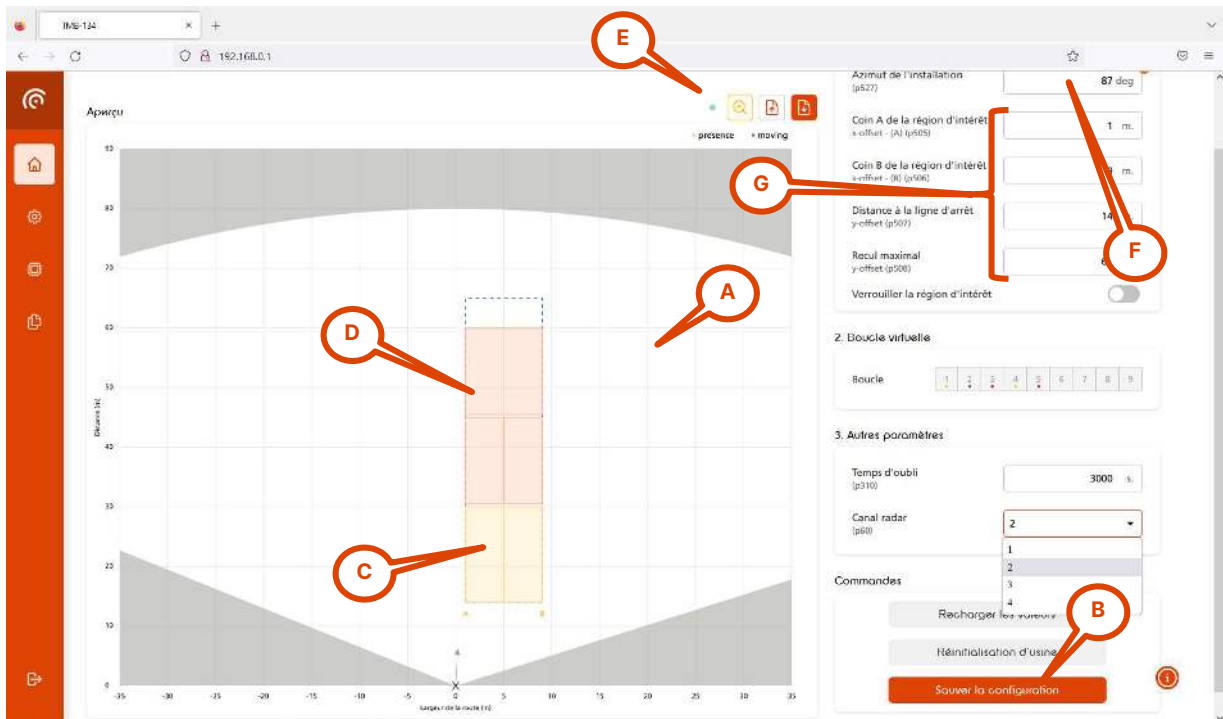 TMB-134
192.168.0.1
E
Aperçu
presence moving
90
80
70
60
50
40
30
20
10
0
Distance (m)
-35 -30 -25 -20 -15 -10 -5 0 5 10 15 20 25 30 35
Largeur de la route (m)
A
B
A
D
C
G
F
B
Azimut de l'installation
(p527)
87 deg
Coin A de la région d'intérêt
x-offset - (A) (p505)
1 m.
Coin B de la région d'intérêt
x-offset - (B) (p506)
m.
Distance à la ligne d'arrêt
y-offset (p507)
14
Recul maximal
y-offset (p508)
Verrouiller la région d'intérêt
2. Boucle virtuelle
Boucle
1 2 3 4 5 6 7 8 9
3. Autres paramètres
Temps d'oubli
(p310)
3000 s.
Canal radar
(p60)
2
1
2
3
4
Commandes
Recharger les valeurs
Réinitialisation d'usine
Sauver la configuration